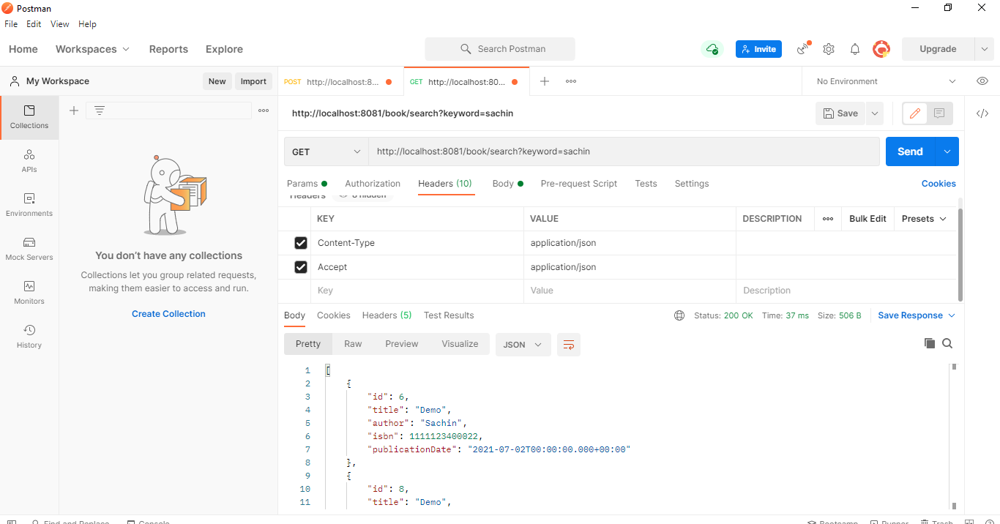 Postman
File Edit View Help
Home Workspaces Reports Explore Search Postman Invite Upgrade
My Workspace New Import POST http://localhost:8... GET http://localhost:80... No Environment
Collections
APIs
Environments
Mock Servers
Monitors
History
You don't have any collections
Collections let you group related requests,
making them easier to access and run.
Create Collection
http://localhost:8081/book/search?keyword=sachin Save
GET http://localhost:8081/book/search?keyword=sachin Send
Params Authorization Headers (10) Body Pre-request Script Tests Settings Cookies
Headers 8 hidden
KEY VALUE DESCRIPTION Bulk Edit Presets
Content-Type application/json
Accept application/json
Key Value Description
Body Cookies Headers (5) Test Results Status: 200 OK Time: 37 ms Size: 506 B Save Response
Pretty Raw Preview Visualize JSON
1 [
2 {
3 "id": 6,
4 "title": "Demo",
5 "author": "Sachin",
6 "isbn": 1111123400022,
7 "publicationDate": "2021-07-02T00:00:00.000+00:00"
8 },
9 {
10 "id": 8,
11 "title": "Demo",
Find and Replace Console Bootcamp Runner Trash